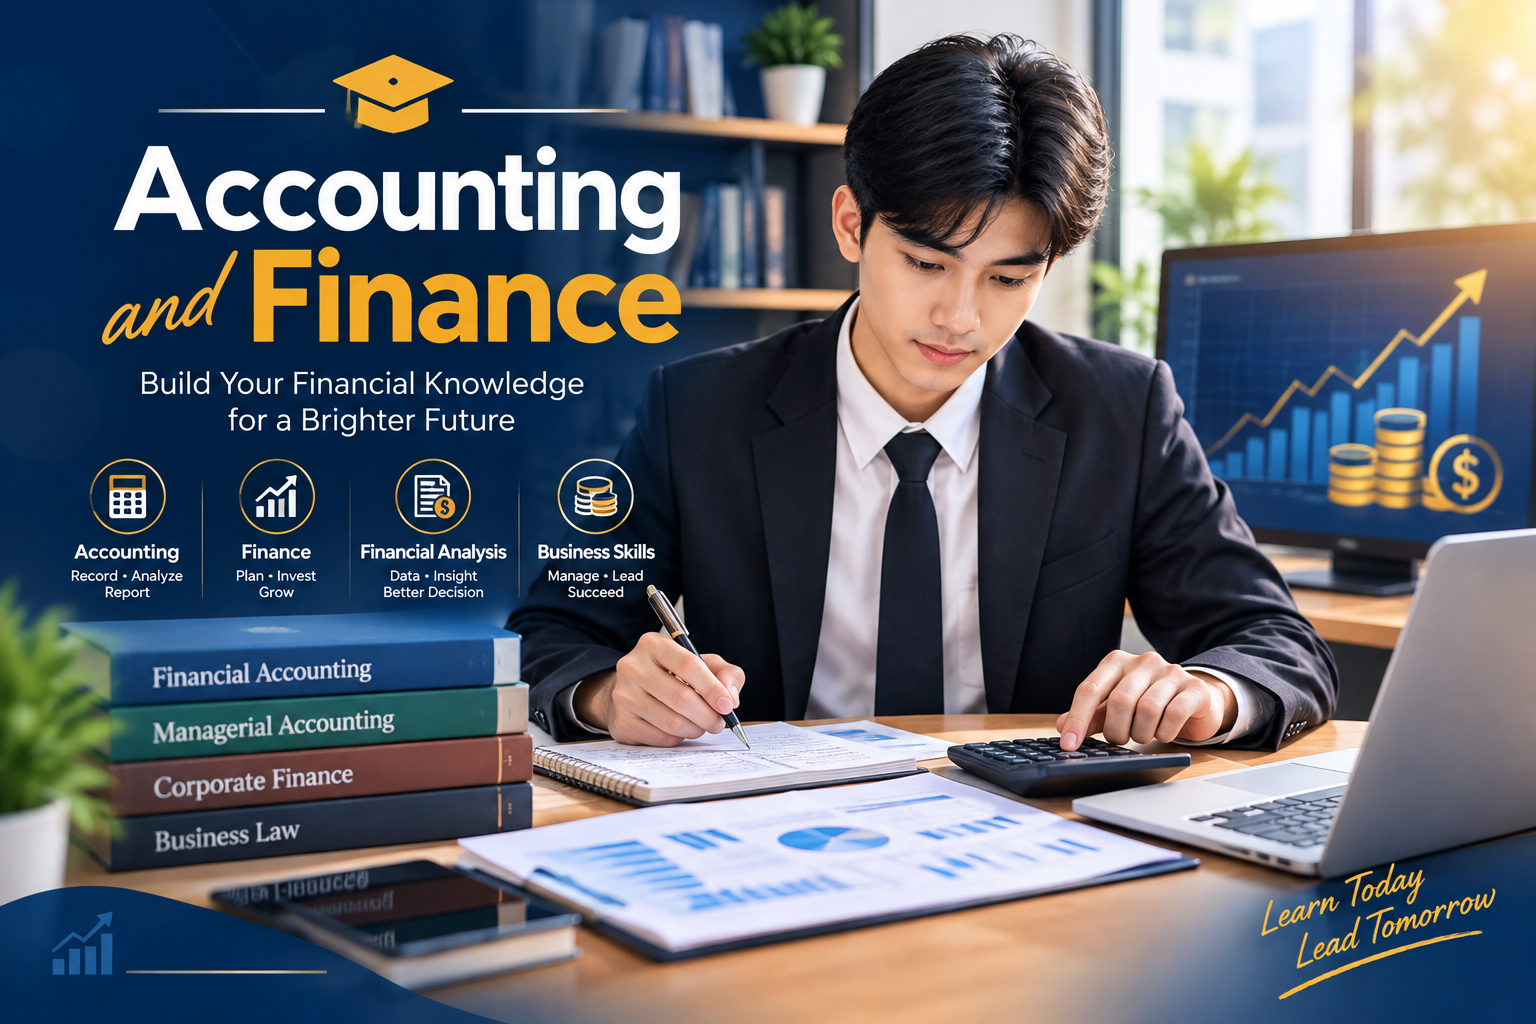 Accounting
and Finance
Build Your Financial Knowledge
for a Brighter Future
Accounting
Record • Analyze
Report
Finance
Plan • Invest
Grow
Financial Analysis
Data • Insight
Better Decision
Business Skills
Manage • Lead
Succeed
Financial Accounting
Managerial Accounting
Corporate Finance
Business Law
$
Learn Today
Lead Tomorrow